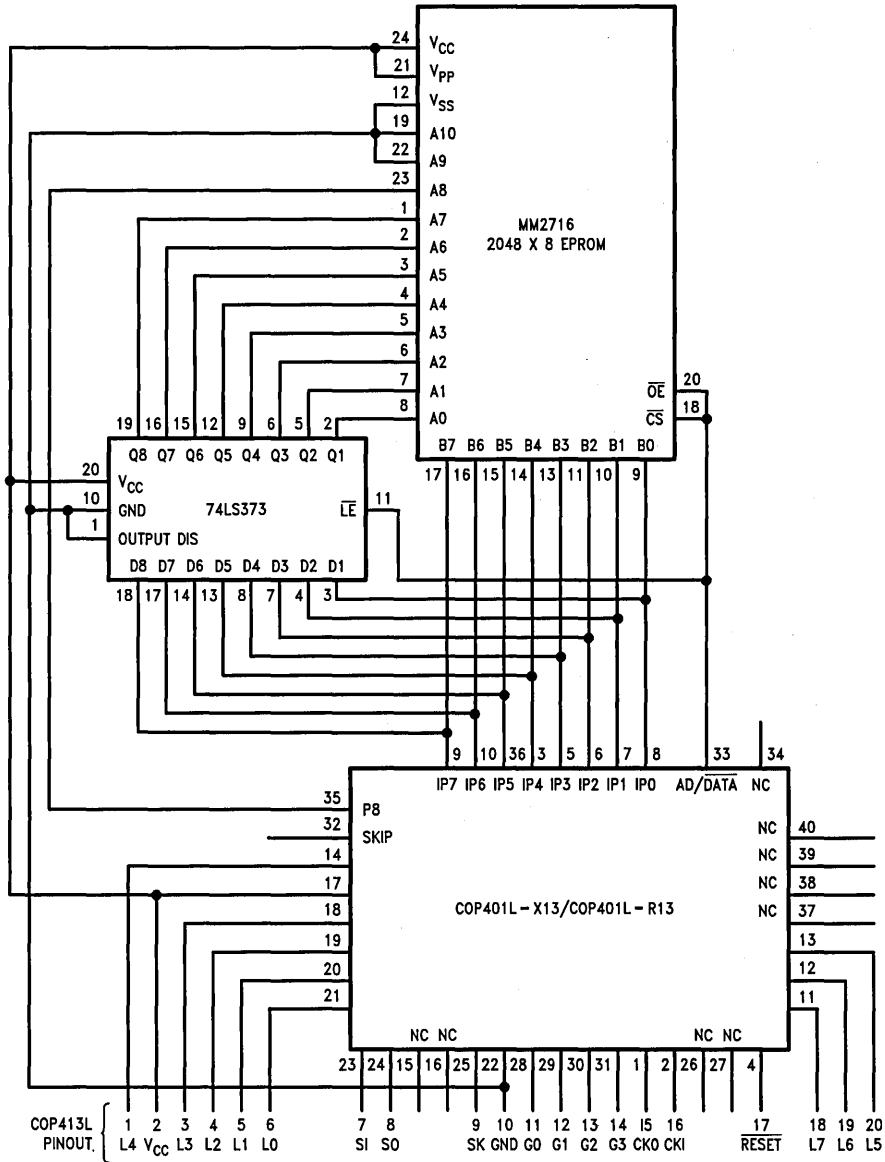 24 VCC
21 VPP
12 VSS
19 A10
22 A9
23 A8
1 A7
2 A6
3 A5
4 A4
5 A3
6 A2
7 A1
8 A0
MM2716
2048 X 8 EPROM
OE 20
CS 18
B7 B6 B5 B4 B3 B2 B1 B0
17 16 15 14 13 11 10 9
19 16 15 12 9 6 5 2
Q8 Q7 Q6 Q5 Q4 Q3 Q2 Q1
20 VCC
10 GND
1 OUTPUT DIS
74LS373
LE 11
D8 D7 D6 D5 D4 D3 D2 D1
18 17 14 13 8 7 4 3
9 10 36 3 5 6 7 8 33 34
IP7 IP6 IP5 IP4 IP3 IP2 IP1 IP0 AD/DATA NC
35 P8
32 SKIP
14
17
18
19
20
21
COP401L-X13/COP401L-R13
NC 40
NC 39
NC 38
NC 37
13
12
11
NC NC NC NC
23 24 15 16 25 22 28 29 30 31 1 2 26 27 4
COP413L
PINOUT
1 2 3 4 5 6 7 8 9 10 11 12 13 14 15 16 17 18 19 20
L4 VCC L3 L2 L1 L0 SI SO SK GND G0 G1 G2 G3 CKO CKI RESET L7 L6 L5